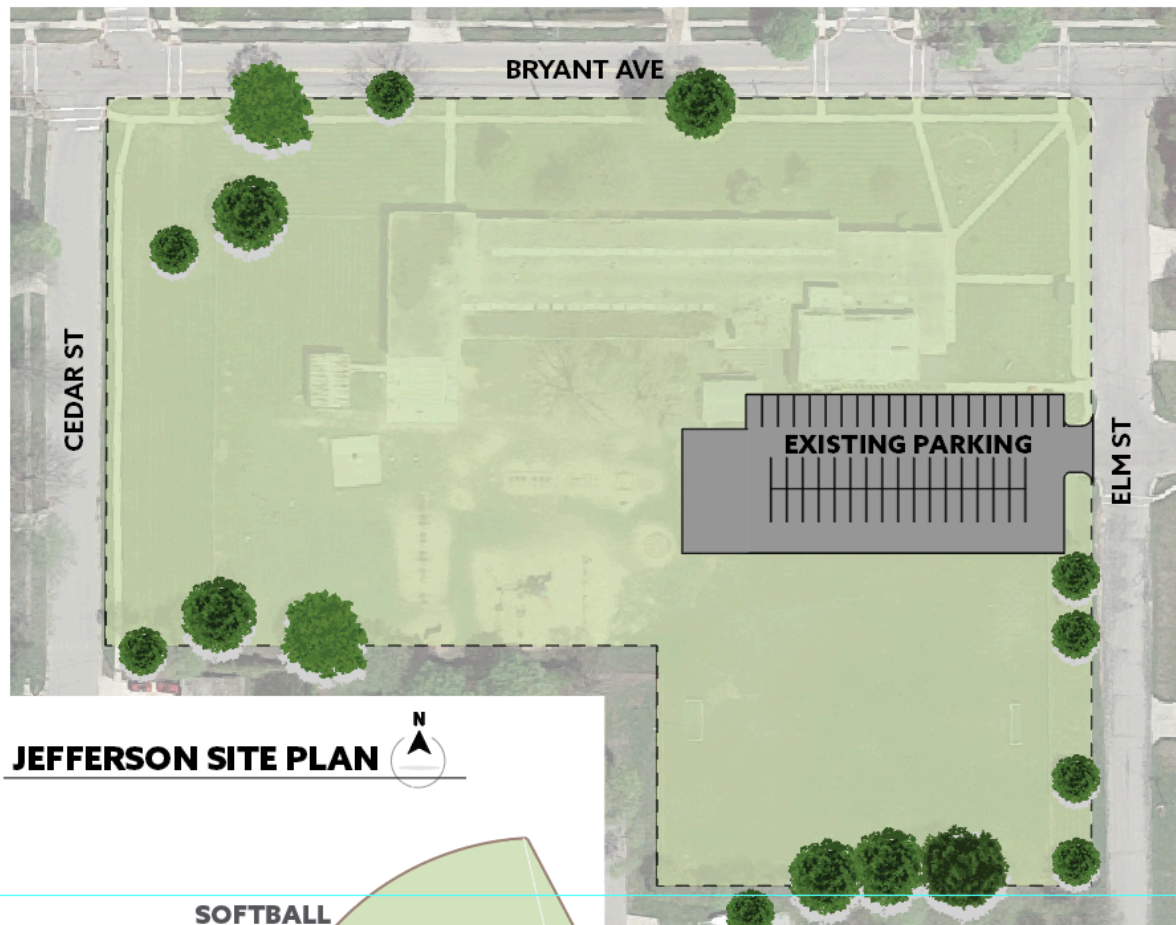 BRYANT AVE
CEDAR ST
EXISTING PARKING
ELM ST
N
JEFFERSON SITE PLAN
SOFTBALL